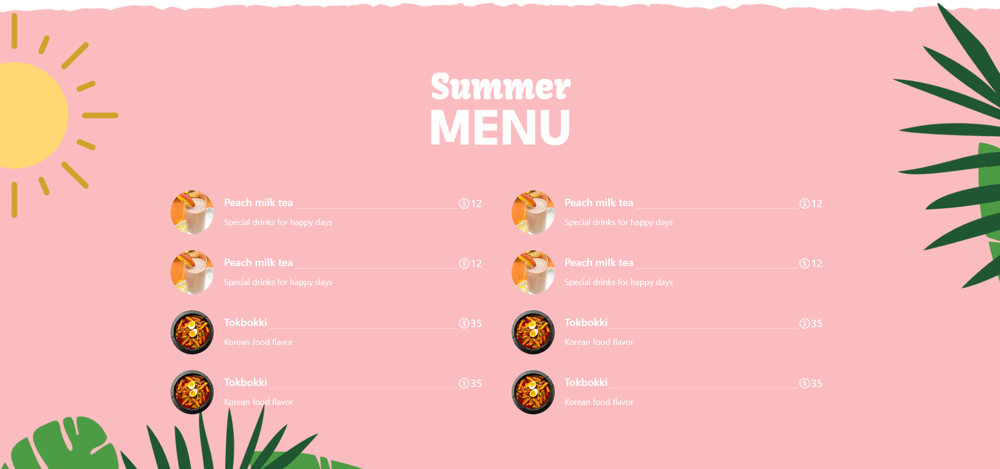 Summer
MENU
Peach milk tea $12
Special drinks for happy days
Peach milk tea $12
Special drinks for happy days
Tokbokki $35
Korean food flavor
Tokbokki $35
Korean food flavor
Peach milk tea $12
Special drinks for happy days
Peach milk tea $12
Special drinks for happy days
Tokbokki $35
Korean food flavor
Tokbokki $35
Korean food flavor